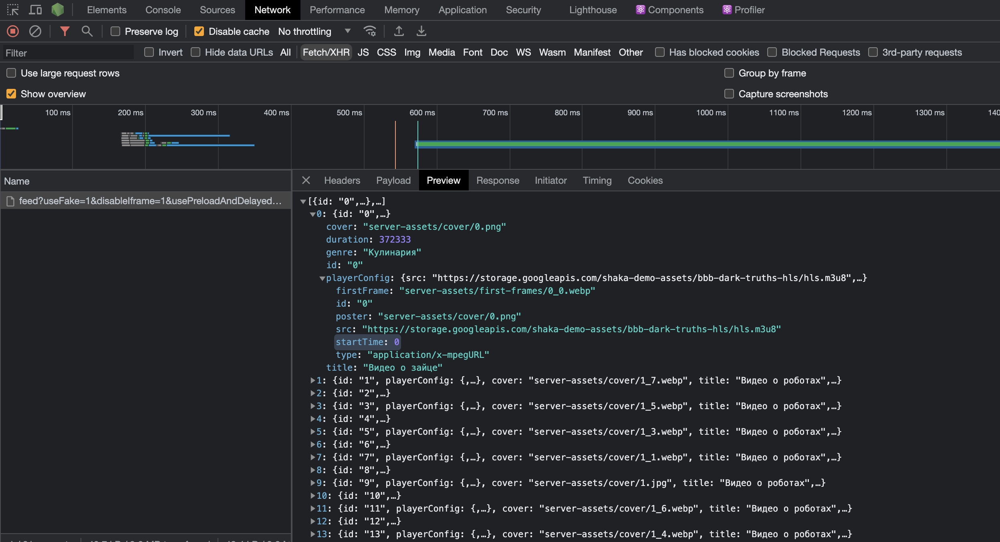 Elements Console Sources Network Performance Memory Application Security Lighthouse Components Profiler
Preserve log Disable cache No throttling
Filter Invert Hide data URLs All Fetch/XHR JS CSS Img Media Font Doc WS Wasm Manifest Other Has blocked cookies Blocked Requests 3rd-party requests
Use large request rows Group by frame
Show overview Capture screenshots
100 ms 200 ms 300 ms 400 ms 500 ms 600 ms 700 ms 800 ms 900 ms 1000 ms 1100 ms 1200 ms 1300 ms 140
Name Headers Payload Preview Response Initiator Timing Cookies
feed?useFake=1&disableIframe=1&usePreloadAndDelayed…
[{id: "0",…},…]
0: {id: "0",…}
cover: "server-assets/cover/0.png"
duration: 372333
genre: "Кулинария"
id: "0"
playerConfig: {src: "https://storage.googleapis.com/shaka-demo-assets/bbb-dark-truths-hls/hls.m3u8",…}
firstFrame: "server-assets/first-frames/0_0.webp"
id: "0"
poster: "server-assets/cover/0.png"
src: "https://storage.googleapis.com/shaka-demo-assets/bbb-dark-truths-hls/hls.m3u8"
startTime: 0
type: "application/x-mpegURL"
title: "Видео о зайце"
1: {id: "1", playerConfig: {,…}, cover: "server-assets/cover/1_7.webp", title: "Видео о роботах",…}
2: {id: "2",…}
3: {id: "3", playerConfig: {,…}, cover: "server-assets/cover/1_5.webp", title: "Видео о роботах",…}
4: {id: "4",…}
5: {id: "5", playerConfig: {,…}, cover: "server-assets/cover/1_3.webp", title: "Видео о роботах",…}
6: {id: "6",…}
7: {id: "7", playerConfig: {,…}, cover: "server-assets/cover/1_1.webp", title: "Видео о роботах",…}
8: {id: "8",…}
9: {id: "9", playerConfig: {,…}, cover: "server-assets/cover/1.jpg", title: "Видео о роботах",…}
10: {id: "10",…}
11: {id: "11", playerConfig: {,…}, cover: "server-assets/cover/1_6.webp", title: "Видео о роботах",…}
12: {id: "12",…}
13: {id: "13", playerConfig: {,…}, cover: "server-assets/cover/1_4.webp", title: "Видео о роботах",…}